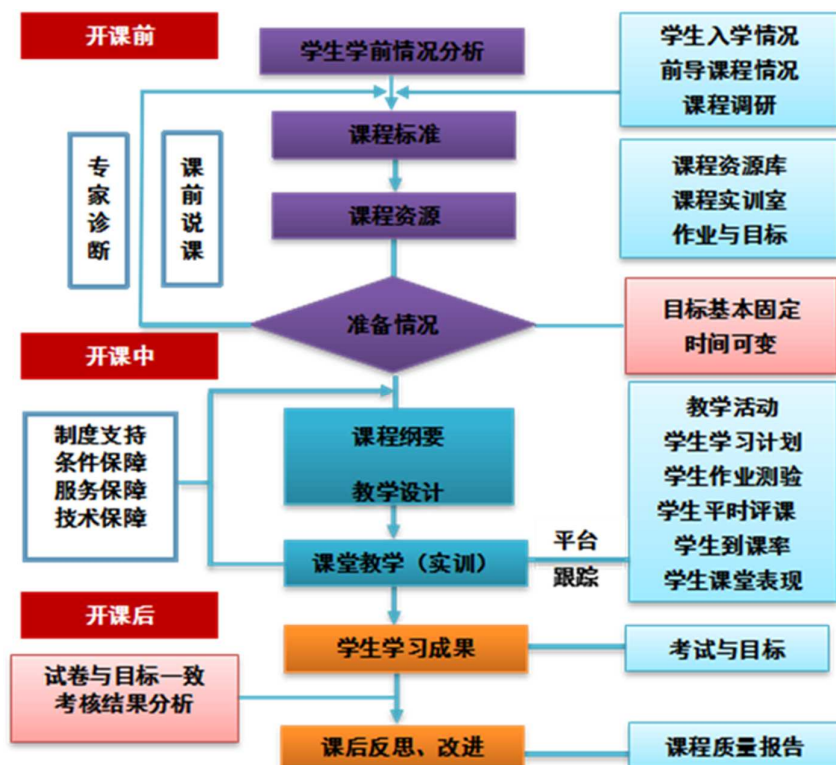 开课前
学生学前情况分析
学生入学情况
前导课程情况
课程调研
专家诊断
课前说课
课程标准
课程资源
课程资源库
课程实训室
作业与目标
准备情况
目标基本固定
时间可变
开课中
制度支持
条件保障
服务保障
技术保障
课程纲要
教学设计
教学活动
学生学习计划
学生作业测验
学生平时评课
学生到课率
学生课堂表现
课堂教学（实训）
平台
跟踪
开课后
学生学习成果
考试与目标
试卷与目标一致
考核结果分析
课后反思、改进
课程质量报告